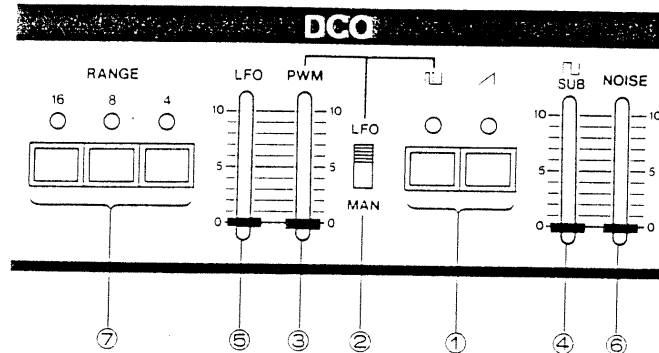 DCO
RANGE LFO PWM SUB NOISE
16 8 4
10 10 LFO 10 10
5 5 5 5
MAN
0 0 0 0
⑦ ⑤ ③ ② ① ④ ⑥